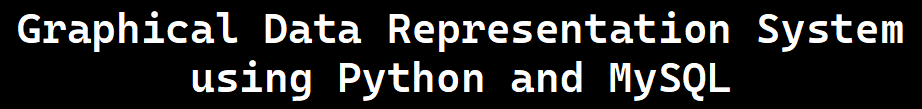 Graphical Data Representation System
using Python and MySQL